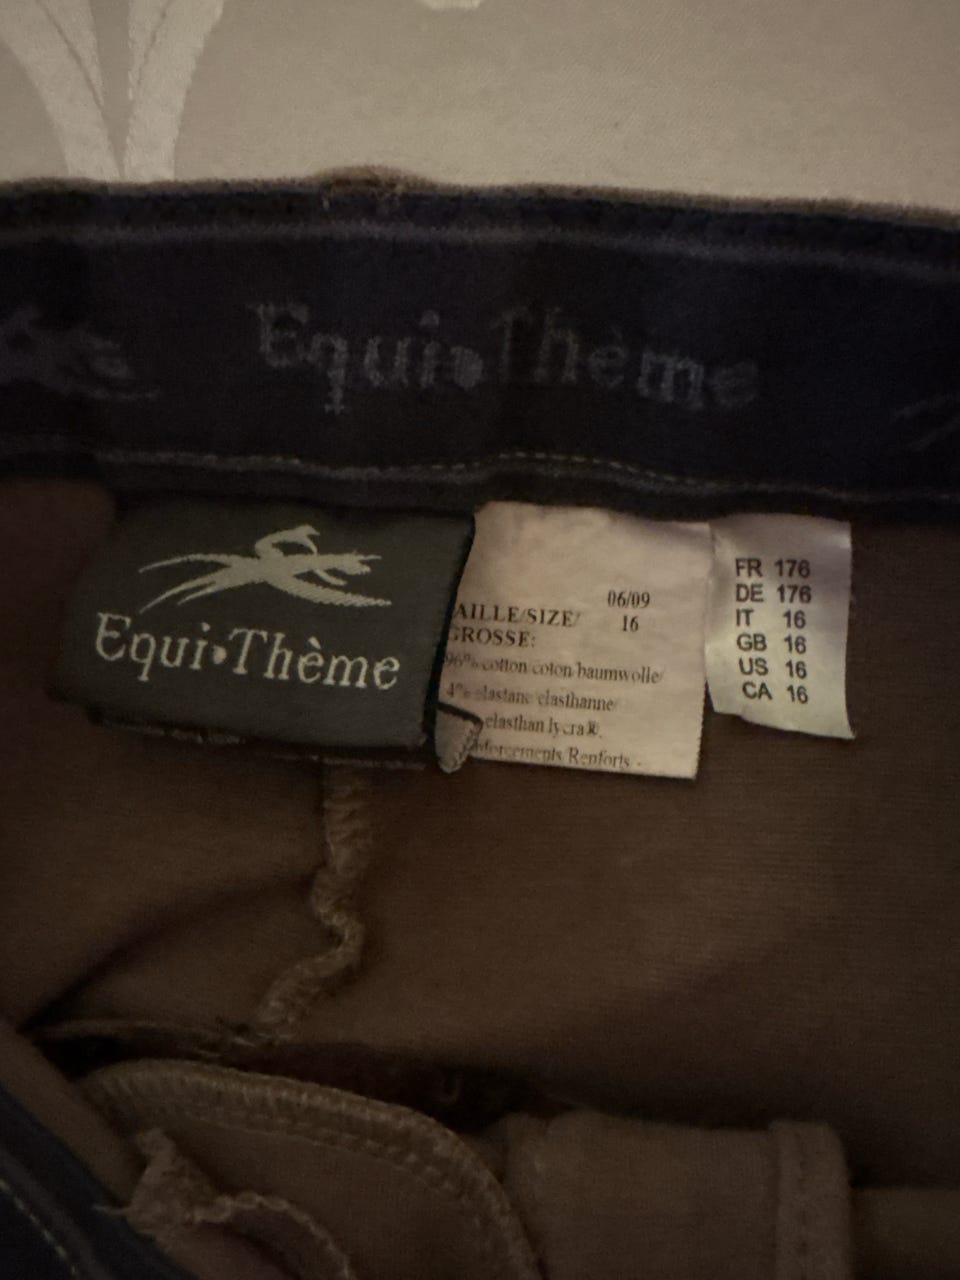 Equi•Thème
Equi•Thème
06/09
AILLE/SIZE/ 16
GROSSE:
96% cotton coton/baumwolle/
4% elastane elasthanne/
elasthan lycra®.
nforcements/Renforts -
FR 176
DE 176
IT 16
GB 16
US 16
CA 16